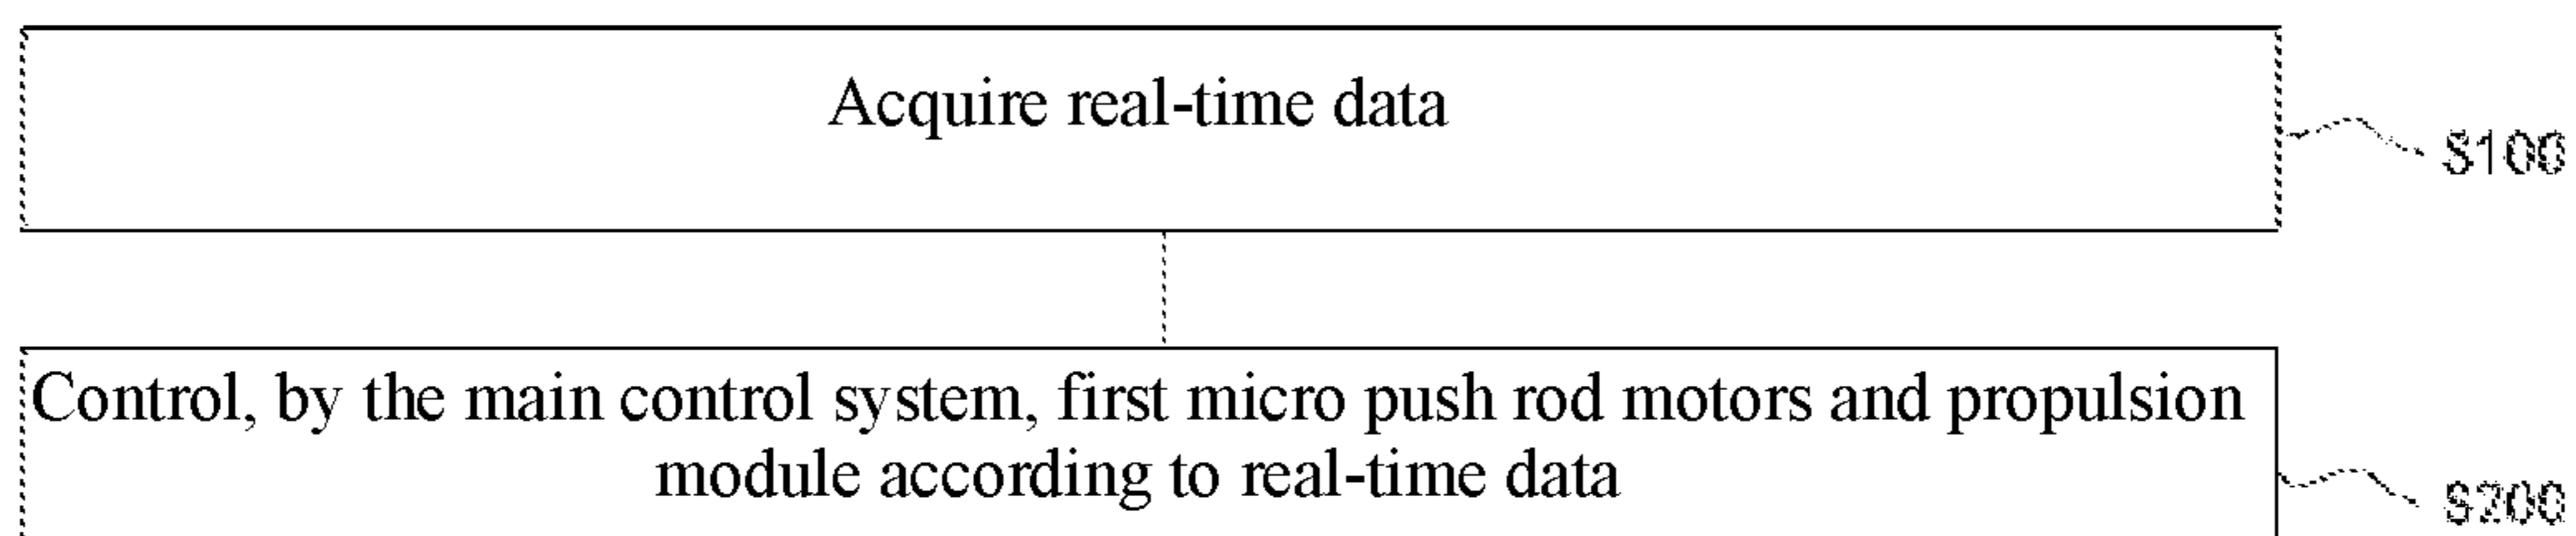 Acquire real-time data
S100
Control, by the main control system, first micro push rod motors and propulsion
module according to real-time data
S200